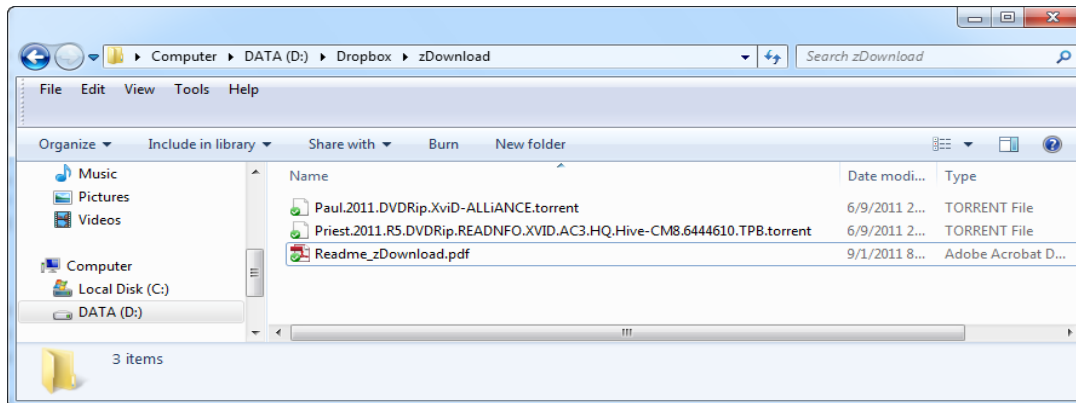 Computer DATA (D:) Dropbox zDownload Search zDownload
File Edit View Tools Help
Organize Include in library Share with Burn New folder
Music
Pictures
Videos
Computer
Local Disk (C:)
DATA (D:)
Name Date modi... Type
Paul.2011.DVDRip.XviD-ALLiANCE.torrent 6/9/2011 2... TORRENT File
Priest.2011.R5.DVDRip.READNFO.XVID.AC3.HQ.Hive-CM8.6444610.TPB.torrent 6/9/2011 2... TORRENT File
Readme_zDownload.pdf 9/1/2011 8... Adobe Acrobat D...
3 items